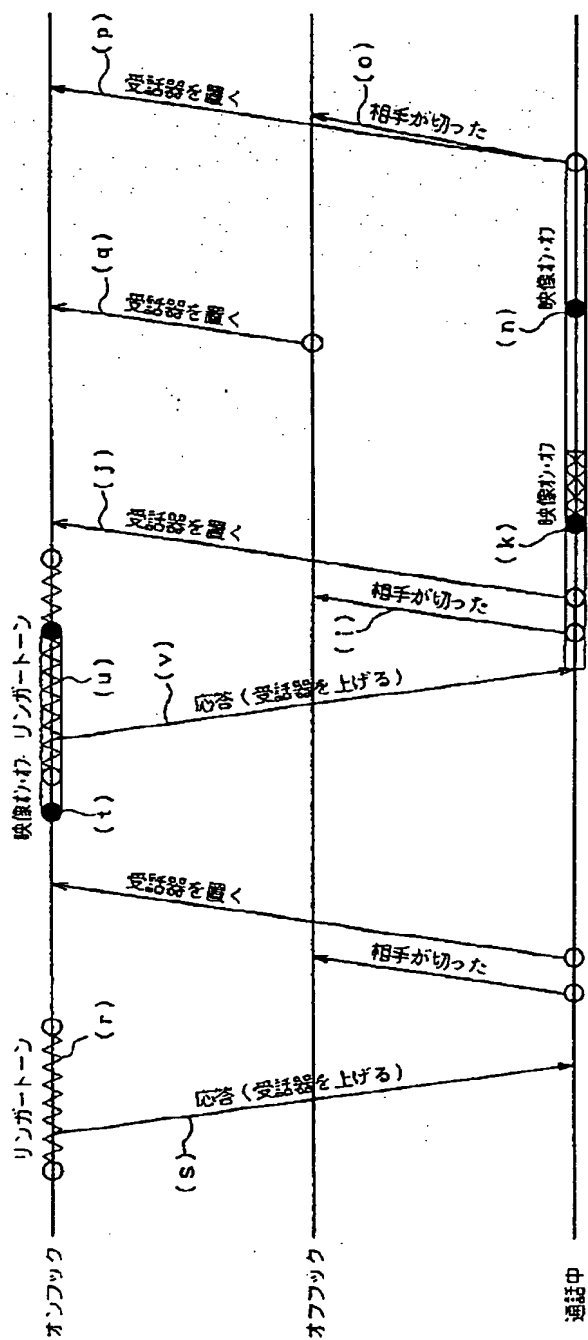 リンガートーン
映像ｵﾝ･ｵﾌ リンガートーン
オンフック
(r)
(t)
(u)
(j)
(q)
(p)
(s)
(v)
受話器を置く
受話器を置く
受話器を置く
受話器を置く
(o)
オフフック
応答(受話器を上げる)
相手が切った
応答(受話器を上げる)
(i)
相手が切った
相手が切った
(k)
(n)
映像ｵﾝ･ｵﾌ
映像ｵﾝ･ｵﾌ
通話中